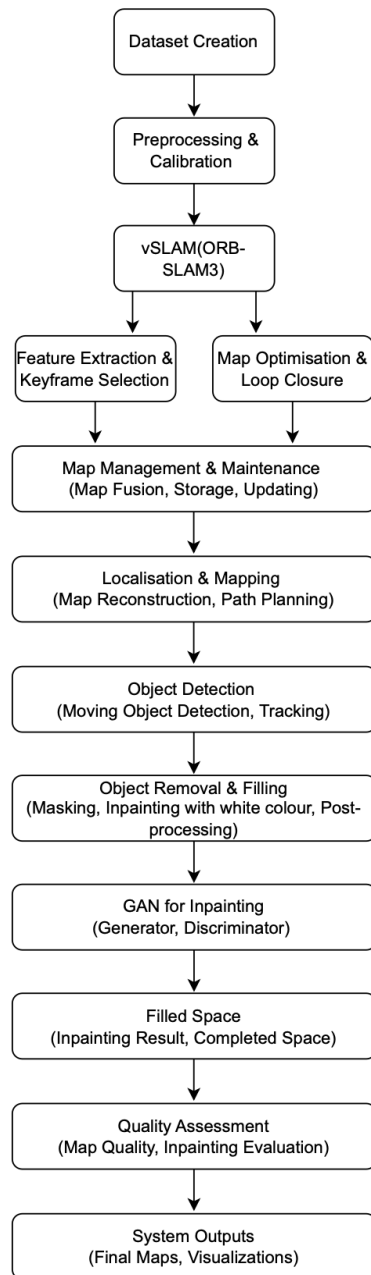 Dataset Creation
Preprocessing &
Calibration
vSLAM(ORB-
SLAM3)
Feature Extraction &
Keyframe Selection
Map Optimisation &
Loop Closure
Map Management & Maintenance
(Map Fusion, Storage, Updating)
Localisation & Mapping
(Map Reconstruction, Path Planning)
Object Detection
(Moving Object Detection, Tracking)
Object Removal & Filling
(Masking, Inpainting with white colour, Post-
processing)
GAN for Inpainting
(Generator, Discriminator)
Filled Space
(Inpainting Result, Completed Space)
Quality Assessment
(Map Quality, Inpainting Evaluation)
System Outputs
(Final Maps, Visualizations)